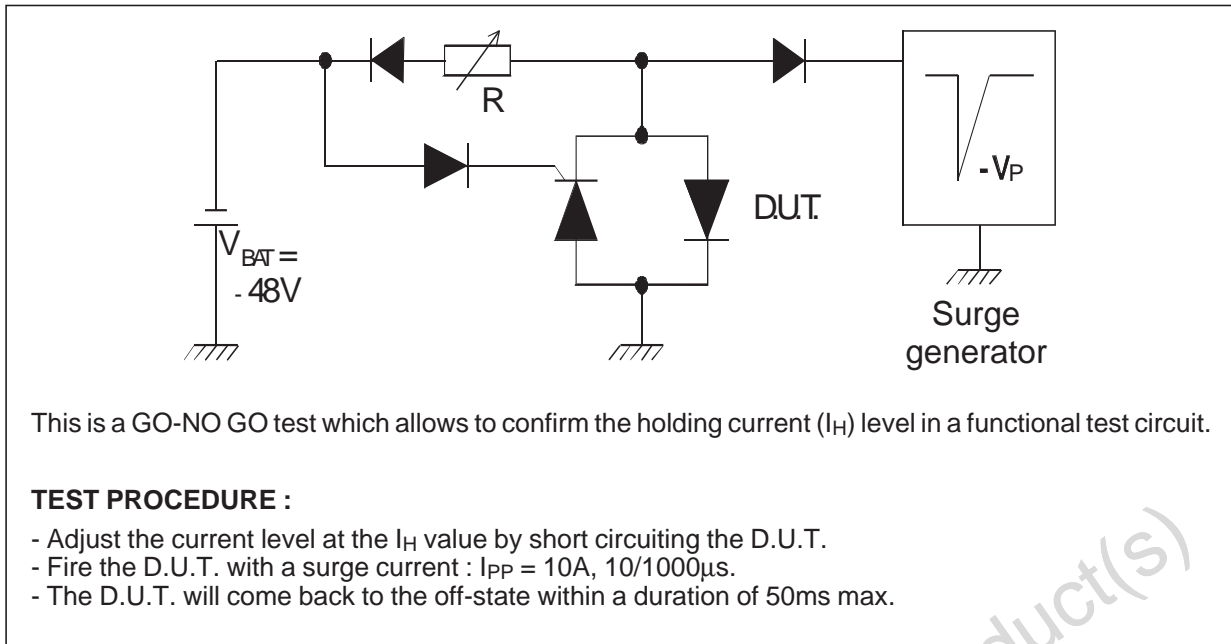 R
- VP
D.U.T.
VBAT =
- 48V
Surge
generator
This is a GO-NO GO test which allows to confirm the holding current (IH) level in a functional test circuit.
TEST PROCEDURE :
- Adjust the current level at the IH value by short circuiting the D.U.T.
- Fire the D.U.T. with a surge current : IPP = 10A, 10/1000µs.
- The D.U.T. will come back to the off-state within a duration of 50ms max.